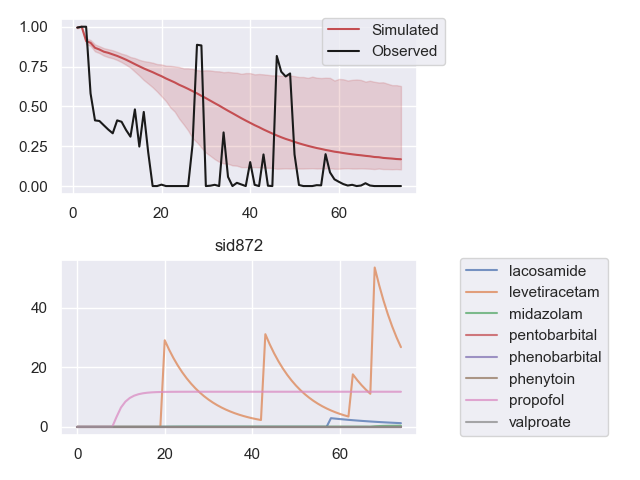 1.00
0.75
0.50
0.25
0.00
0 20 40 60
Simulated
Observed
sid872
40
20
0
0 20 40 60
lacosamide
levetiracetam
midazolam
pentobarbital
phenobarbital
phenytoin
propofol
valproate